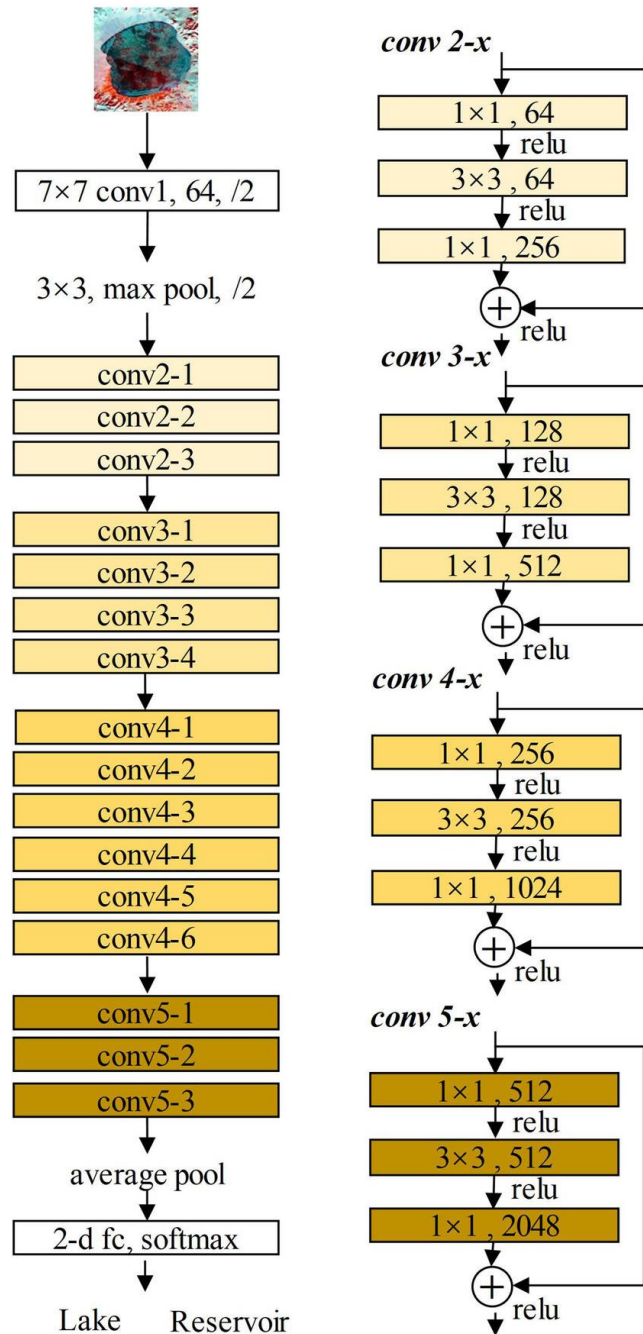 7×7 conv1, 64, /2
3×3, max pool, /2
conv2-1
conv2-2
conv2-3
conv3-1
conv3-2
conv3-3
conv3-4
conv4-1
conv4-2
conv4-3
conv4-4
conv4-5
conv4-6
conv5-1
conv5-2
conv5-3
average pool
2-d fc, softmax
Lake Reservoir
conv 2-x
1×1 , 64
relu
3×3 , 64
relu
1×1 , 256
relu
conv 3-x
1×1 , 128
relu
3×3 , 128
relu
1×1 , 512
relu
conv 4-x
1×1 , 256
relu
3×3 , 256
relu
1×1 , 1024
relu
conv 5-x
1×1 , 512
relu
3×3 , 512
relu
1×1 , 2048
relu